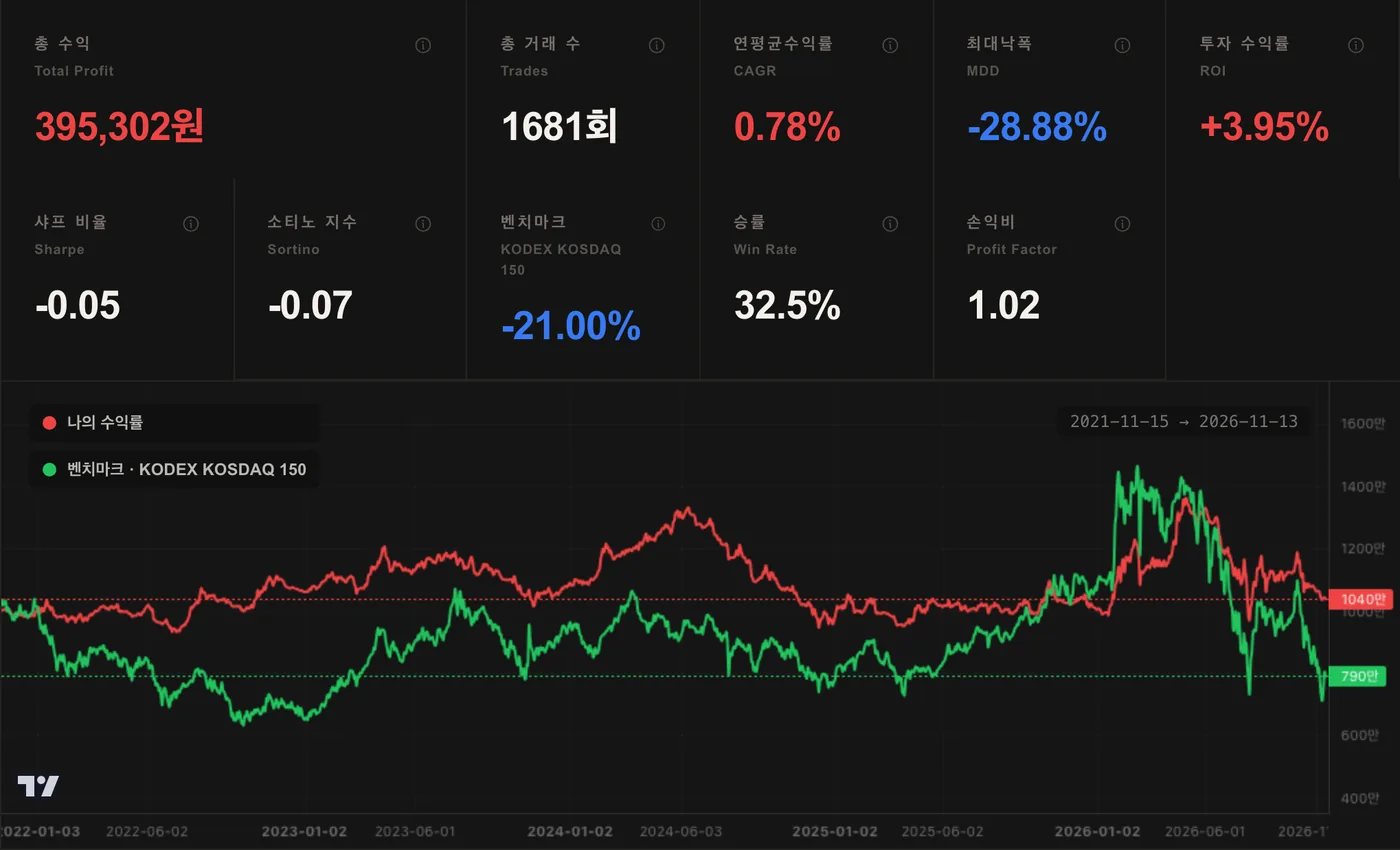 총 수익
Total Profit
395,302원
총 거래 수
Trades
1681회
연평균수익률
CAGR
0.78%
최대낙폭
MDD
-28.88%
투자 수익률
ROI
+3.95%
샤프 비율
Sharpe
-0.05
소티노 지수
Sortino
-0.07
벤치마크
KODEX KOSDAQ
150
-21.00%
승률
Win Rate
32.5%
손익비
Profit Factor
1.02
나의 수익률
벤치마크 · KODEX KOSDAQ 150
2021-11-15 → 2026-11-13
1600만
1400만
1200만
1040만
1000만
790만
600만
400만
2022-01-03
2022-06-02
2023-01-02
2023-06-01
2024-01-02
2024-06-03
2025-01-02
2025-06-02
2026-01-02
2026-06-01
2026-1